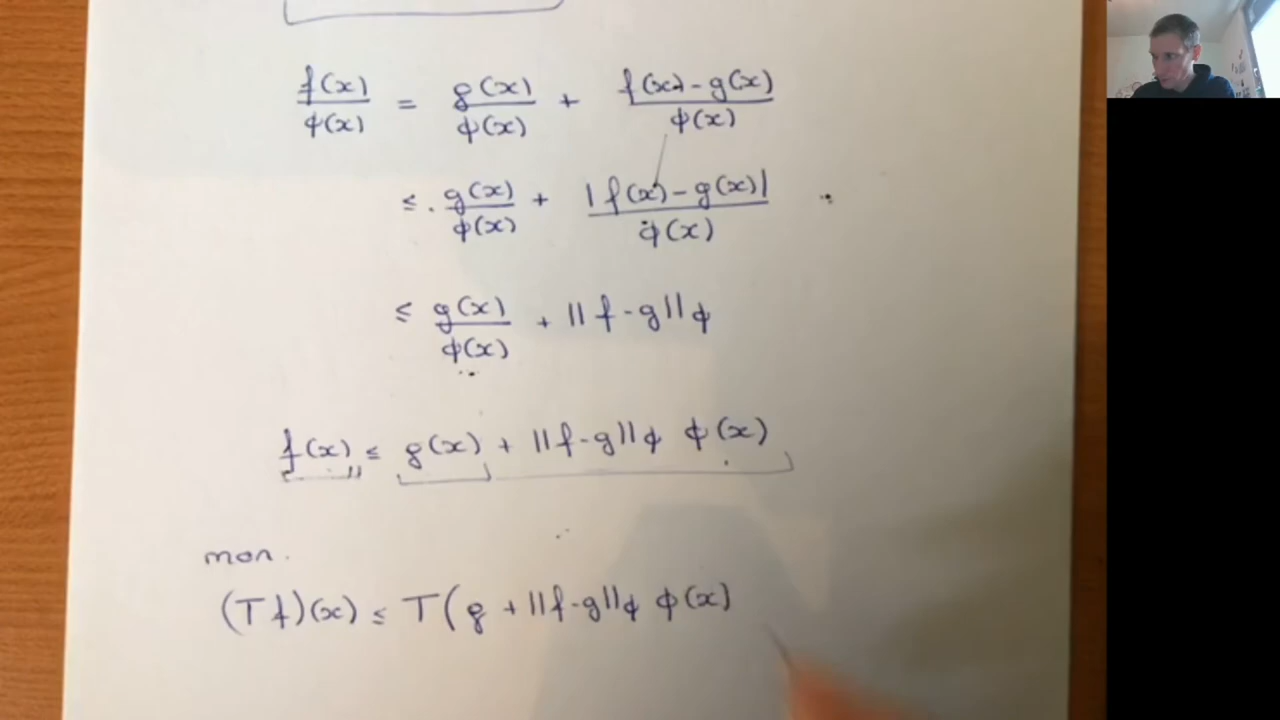 f(x)/ϕ(x) = g(x)/ϕ(x) + f(x)-g(x)/ϕ(x)
≤ . g(x)/ϕ(x) + |f(x)-g(x)|/ϕ(x)
≤ g(x)/ϕ(x) + ||f-g||ϕ
f(x) ≤ g(x) + ||f-g||ϕ ϕ(x)
mon.
(Tf)(x) ≤ T(g + ||f-g||ϕ ϕ(x)